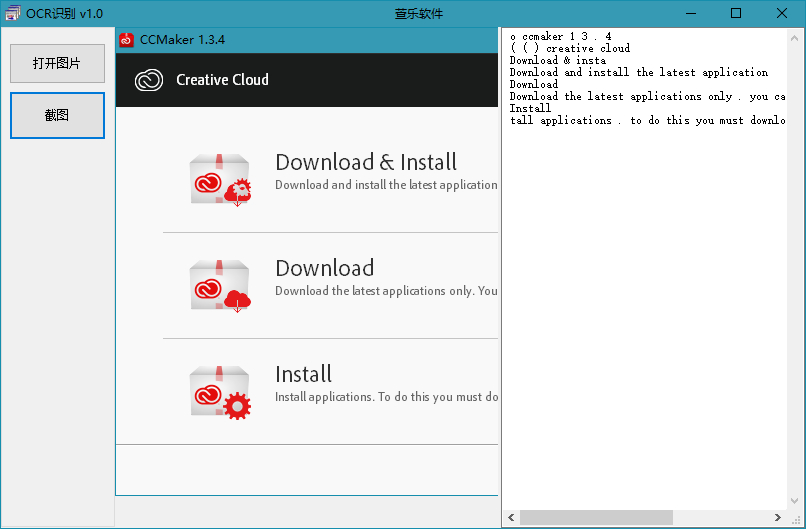 OCR识别 v1.0
萱乐软件
打开图片
截图
CCMaker 1.3.4
Creative Cloud
Download & Install
Download and install the latest application
Download
Download the latest applications only. You
Install
Install applications. To do this you must do
o ccmaker 1 3 . 4
( ( ) creative cloud
Download & insta
Download and install the latest application
Download
Download the latest applications only . you ca
Install
tall applications . to do this you must downlo